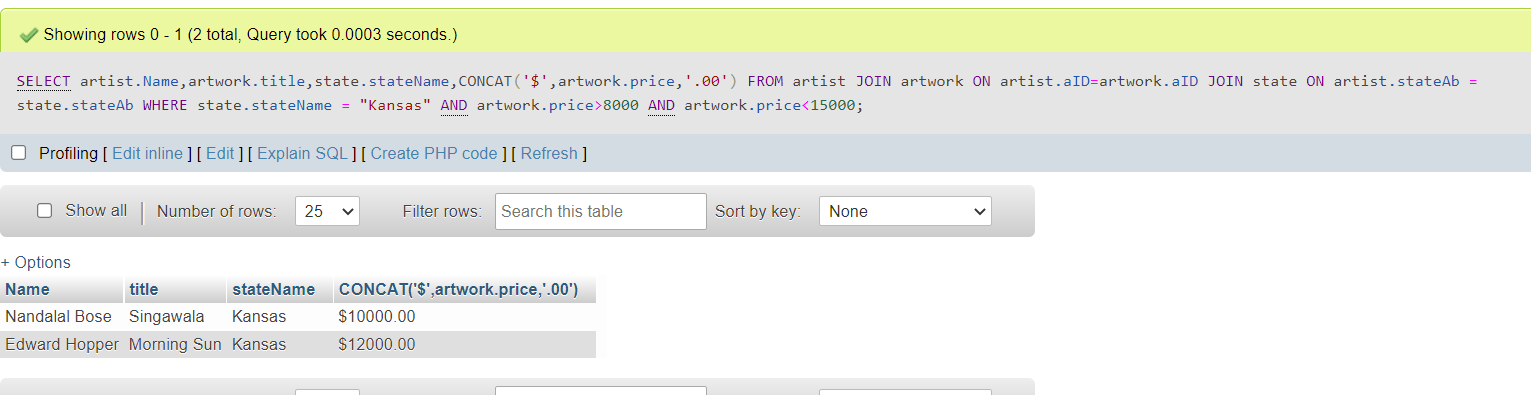 Showing rows 0 - 1 (2 total, Query took 0.0003 seconds.)
SELECT artist.Name,artwork.title,state.stateName,CONCAT('$',artwork.price,'.00') FROM artist JOIN artwork ON artist.aID=artwork.aID JOIN state ON artist.stateAb =
state.stateAb WHERE state.stateName = "Kansas" AND artwork.price>8000 AND artwork.price<15000;
Profiling [ Edit inline ] [ Edit ] [ Explain SQL ] [ Create PHP code ] [ Refresh ]
Show all | Number of rows: 25 Filter rows: Search this table Sort by key: None
+ Options
Name title stateName CONCAT('$',artwork.price,'.00')
Nandalal Bose Singawala Kansas $10000.00
Edward Hopper Morning Sun Kansas $12000.00